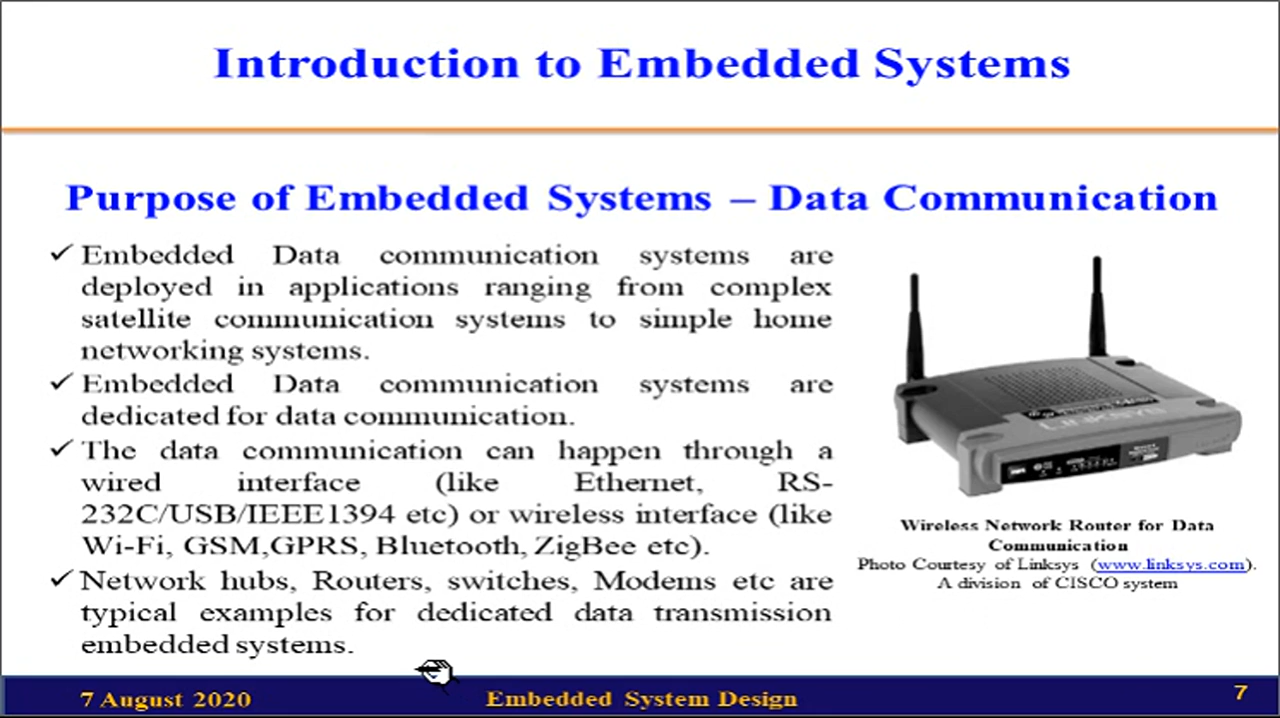 Introduction to Embedded Systems
Purpose of Embedded Systems – Data Communication
✓ Embedded Data communication systems are
deployed in applications ranging from complex
satellite communication systems to simple home
networking systems.
✓ Embedded Data communication systems are
dedicated for data communication.
✓ The data communication can happen through a
wired interface (like Ethernet, RS-
232C/USB/IEEE1394 etc) or wireless interface (like
Wi-Fi, GSM,GPRS, Bluetooth, ZigBee etc).
✓ Network hubs, Routers, switches, Modems etc are
typical examples for dedicated data transmission
embedded systems.
LINKSYS
Wireless Network Router for Data
Communication
Photo Courtesy of Linksys (www.linksys.com).
A division of CISCO system
7 August 2020
Embedded System Design
7